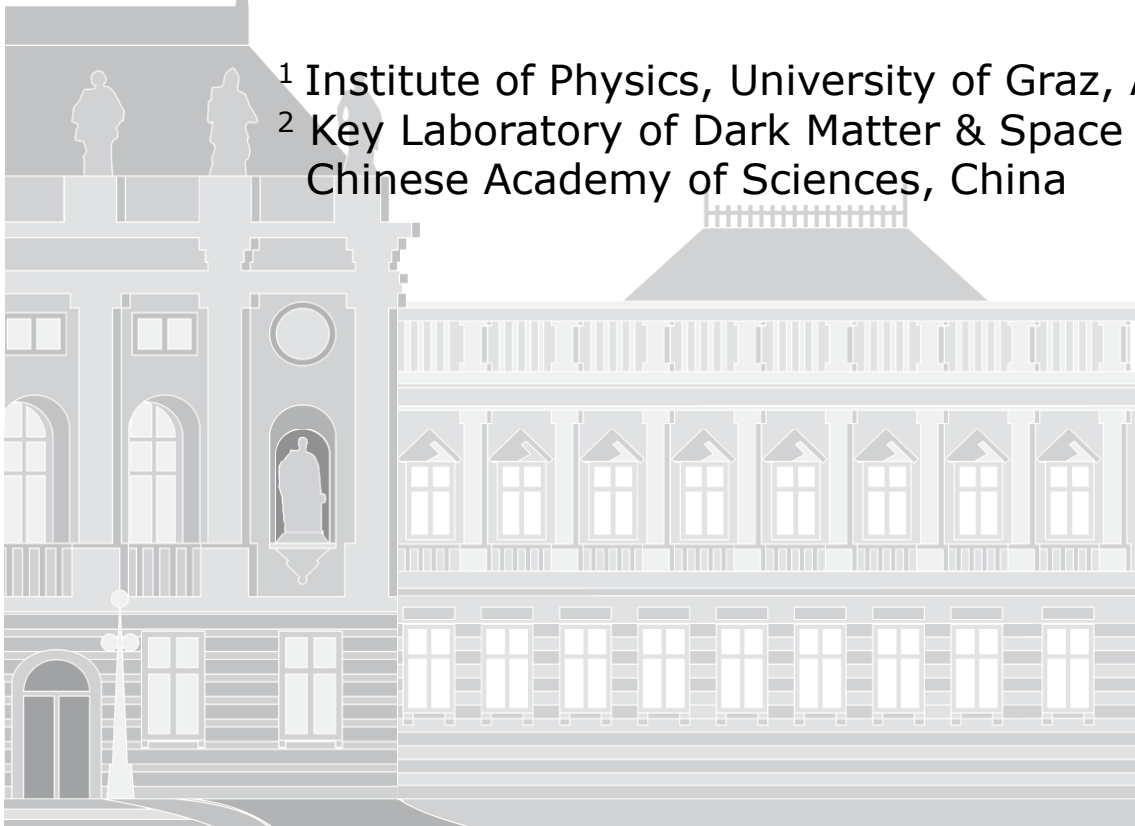 ¹ Institute of Physics, University of Graz, 
² Key Laboratory of Dark Matter & Space
Chinese Academy of Sciences, China